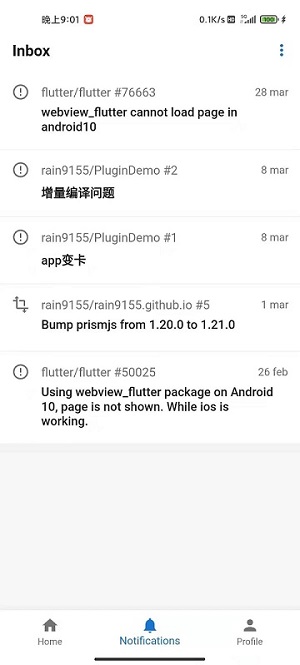 晚上9:01 0.1K/s HD 5G 100
Inbox
flutter/flutter #76663 28 mar
webview_flutter cannot load page in
android10
rain9155/PluginDemo #2 8 mar
增量编译问题
rain9155/PluginDemo #1 8 mar
app变卡
rain9155/rain9155.github.io #5 1 mar
Bump prismjs from 1.20.0 to 1.21.0
flutter/flutter #50025 26 feb
Using webview_flutter package on Android
10, page is not shown. While ios is
working.
Home Notifications Profile